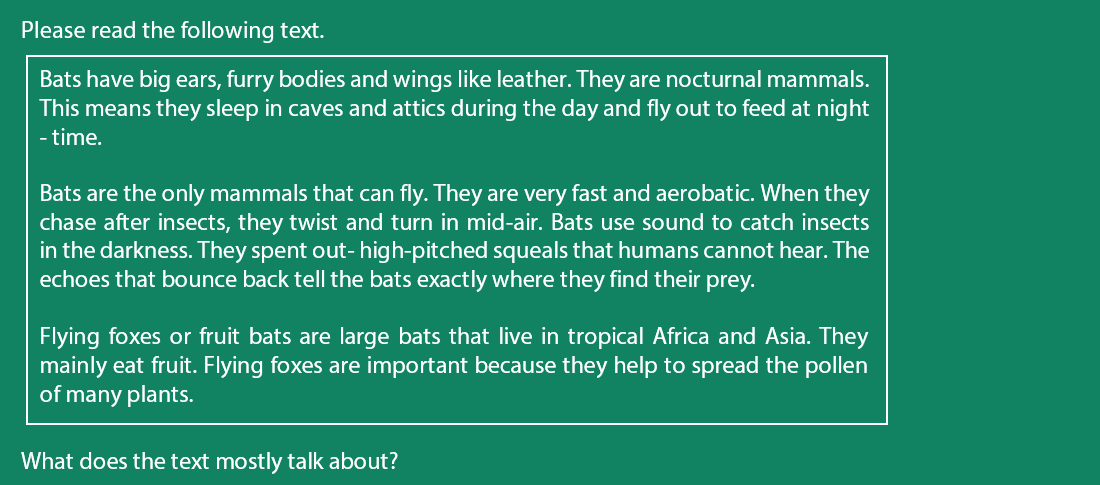 Please read the following text.
Bats have big ears, furry bodies and wings like leather. They are nocturnal mammals.
This means they sleep in caves and attics during the day and fly out to feed at night
- time.
Bats are the only mammals that can fly. They are very fast and aerobatic. When they
chase after insects, they twist and turn in mid-air. Bats use sound to catch insects
in the darkness. They spent out- high-pitched squeals that humans cannot hear. The
echoes that bounce back tell the bats exactly where they find their prey.
Flying foxes or fruit bats are large bats that live in tropical Africa and Asia. They
mainly eat fruit. Flying foxes are important because they help to spread the pollen
of many plants.
What does the text mostly talk about?